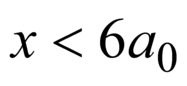 x < 6a₀